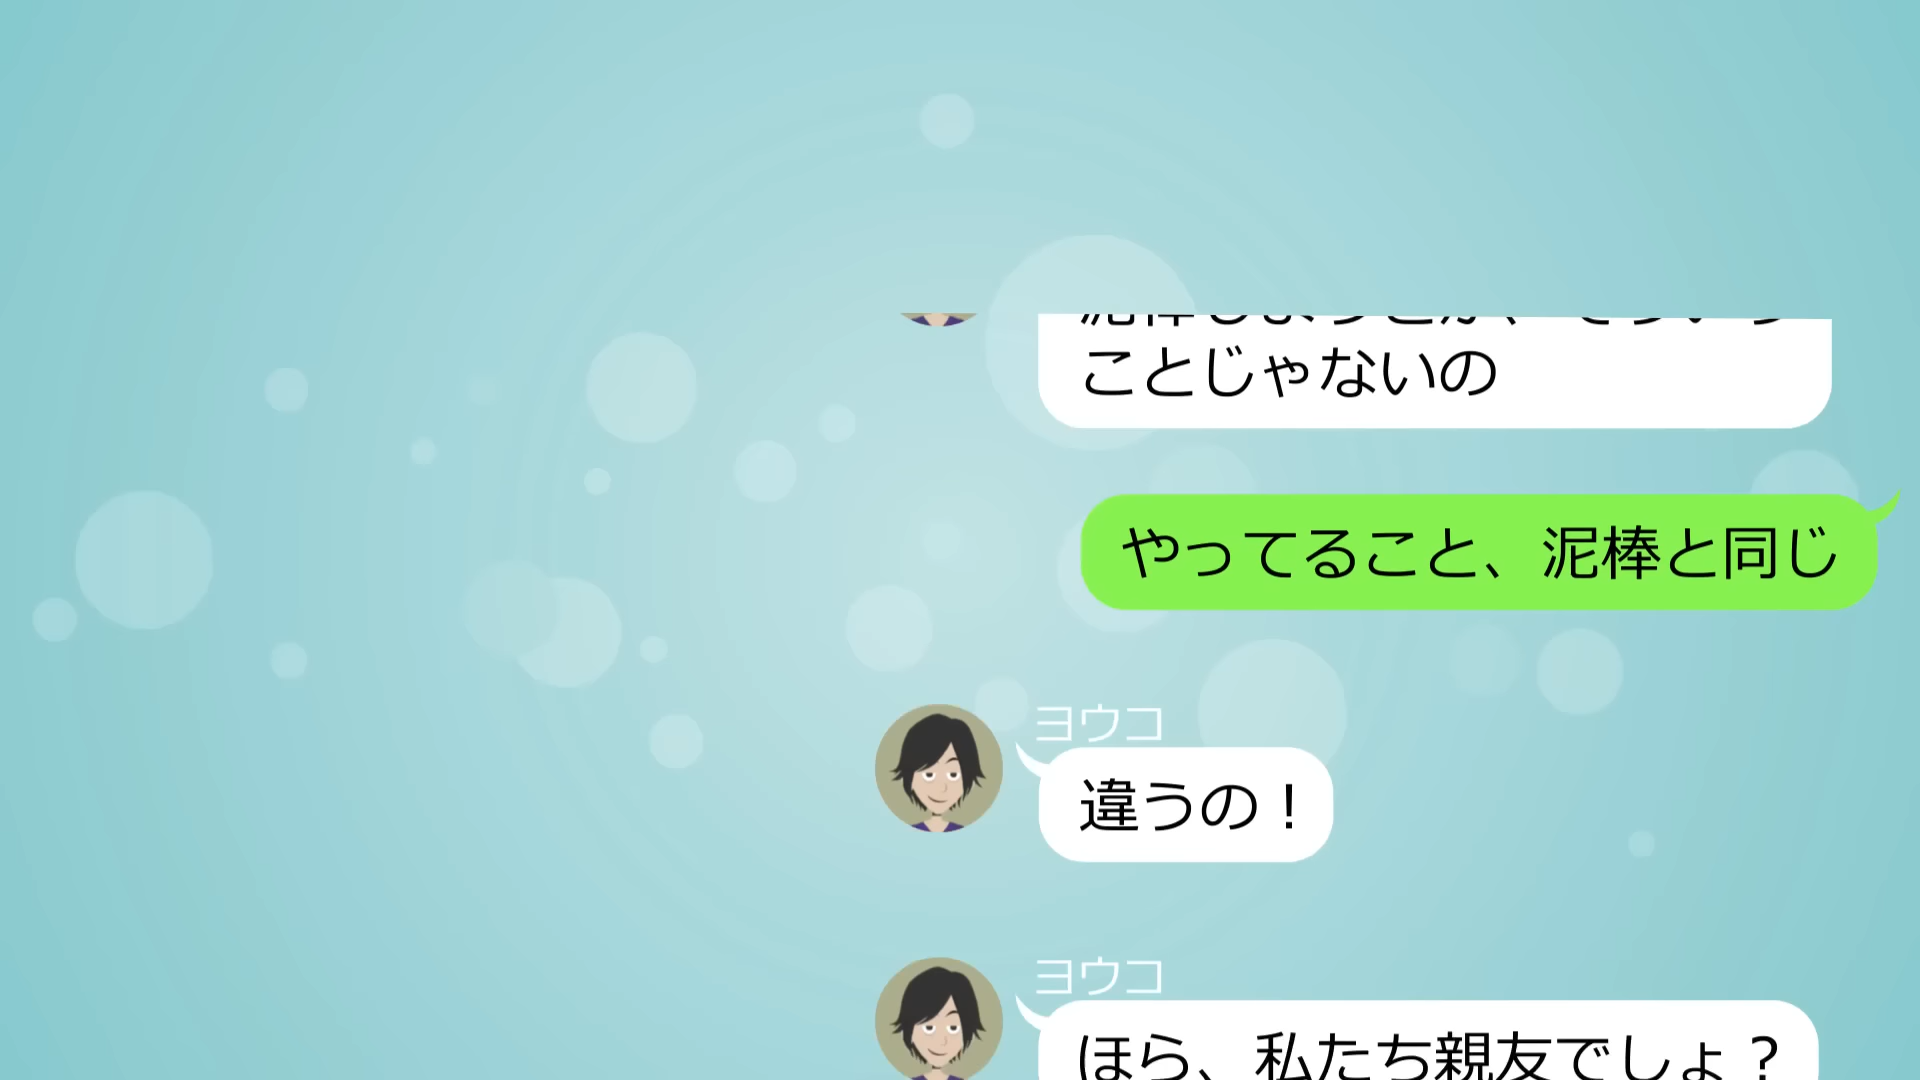 ことじゃないの
やってること、泥棒と同じ
ヨウコ
違うの！
ヨウコ
ほら、私たち親友でしょ？